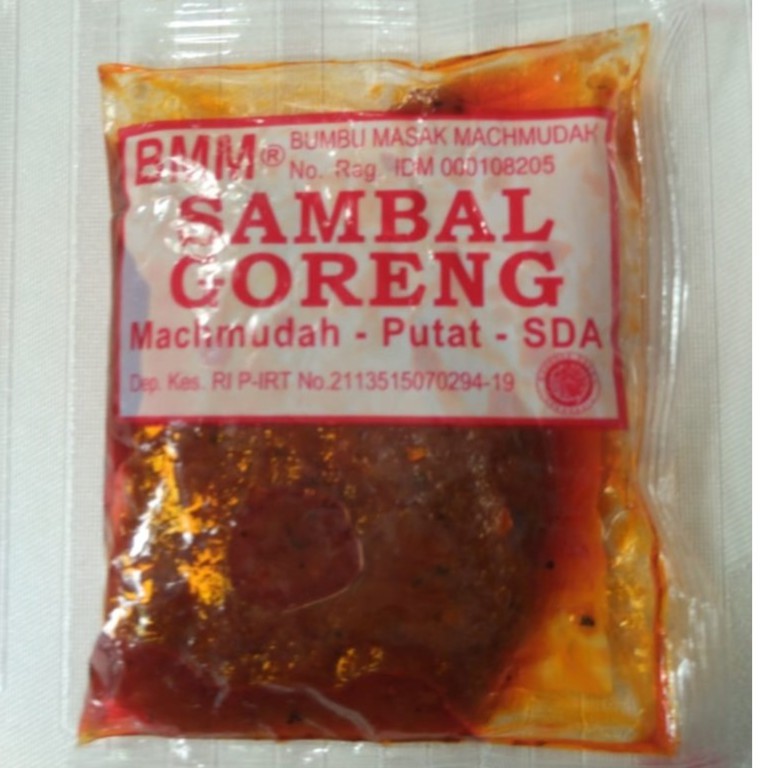 BMM® BUMBU MASAK MACHMUDAH
No. Rag IDM 000108205
SAMBAL
GORENG
Machmudah - Putat - SDA
Dep. Kes. RI P-IRT No.2113515070294-19